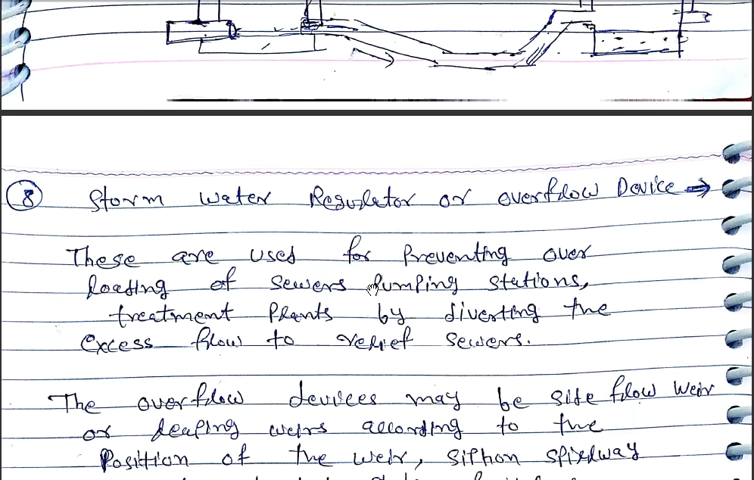 8 Storm water Regulator or overflow Device →
These are used for Preventing over
loading of sewers Pumping stations,
treatment Plants by diverting the
excess flow to relief sewers.
The overflow devices may be side flow weir
or leaping weirs according to the
Position of the weir, siphon spillway